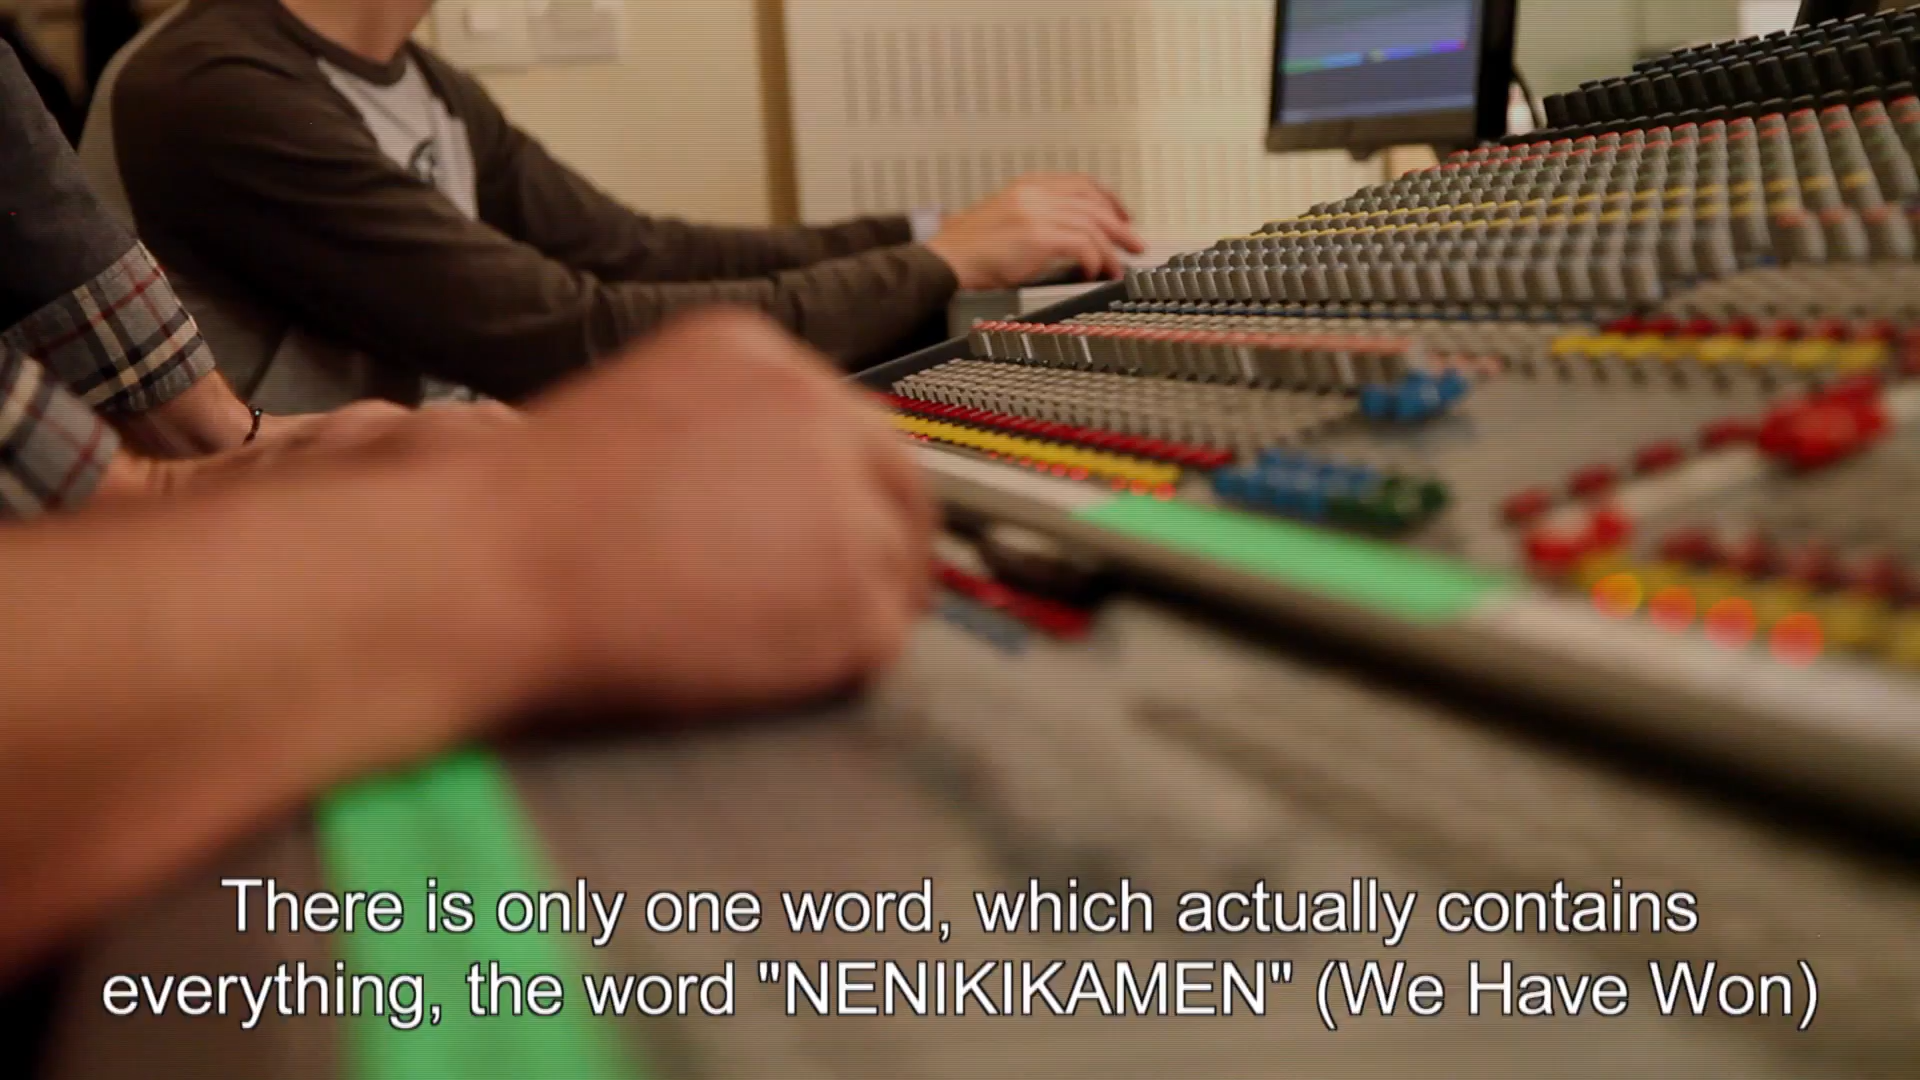 There is only one word, which actually contains
everything, the word "NENIKIKAMEN" (We Have Won)